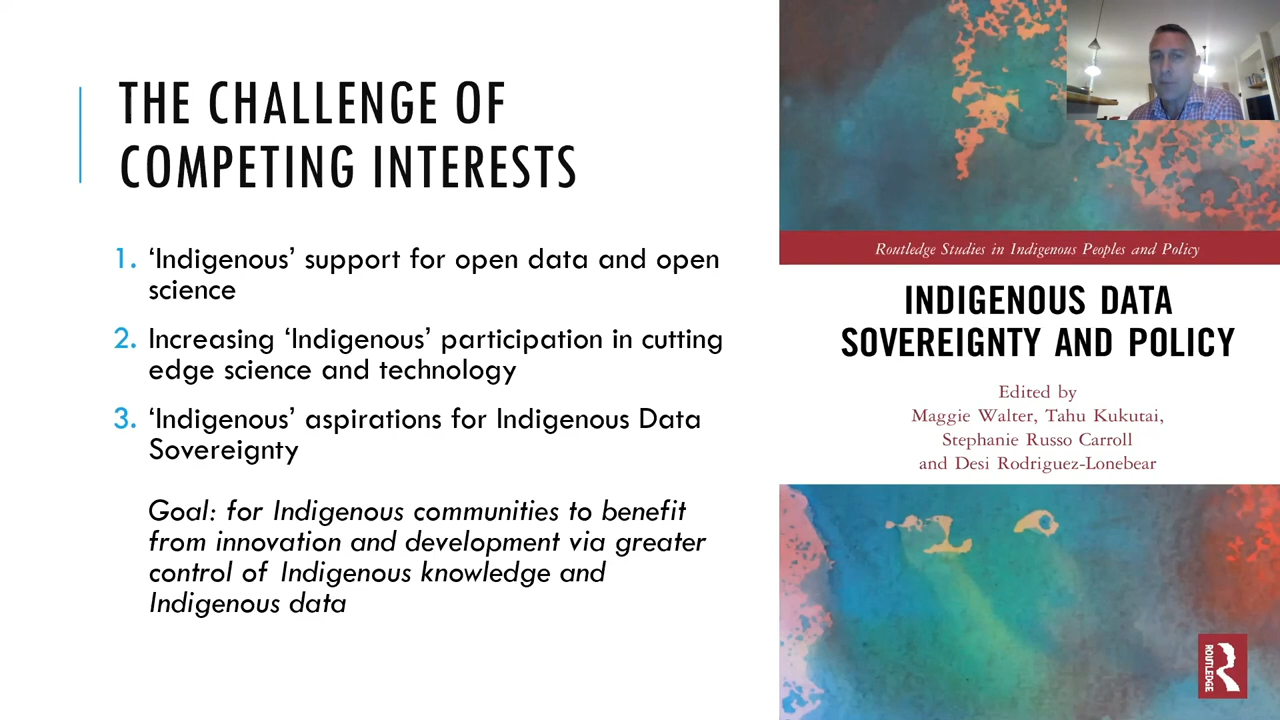 THE CHALLENGE OF
COMPETING INTERESTS
1. ‘Indigenous’ support for open data and open
science
2. Increasing ‘Indigenous’ participation in cutting
edge science and technology
3. ‘Indigenous’ aspirations for Indigenous Data
Sovereignty
Goal: for Indigenous communities to benefit
from innovation and development via greater
control of Indigenous knowledge and
Indigenous data
Routledge Studies in Indigenous Peoples and Policy
INDIGENOUS DATA
SOVEREIGNTY AND POLICY
Edited by
Maggie Walter, Tahu Kukutai,
Stephanie Russo Carroll
and Desi Rodriguez-Lonebear
ROUTLEDGE